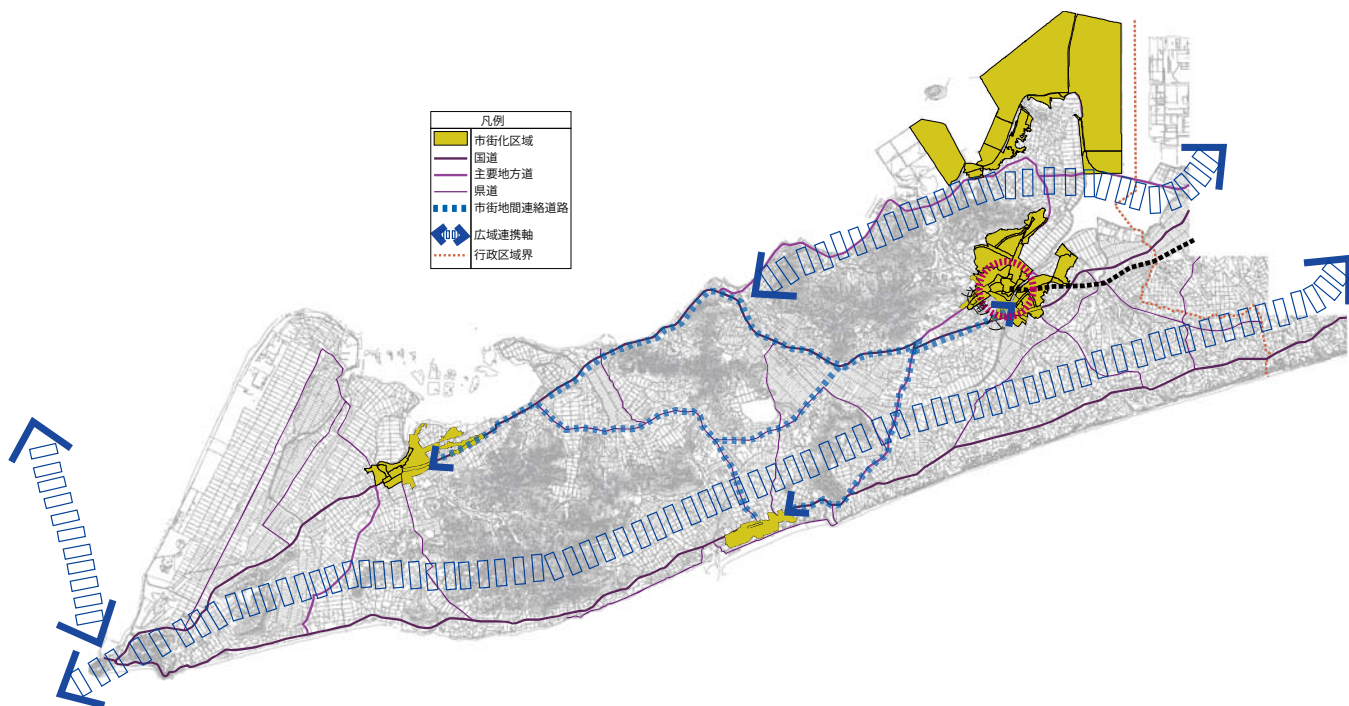 凡例
市街化区域
国道
主要地方道
県道
市街地間連絡道路
広域連携軸
行政区域界